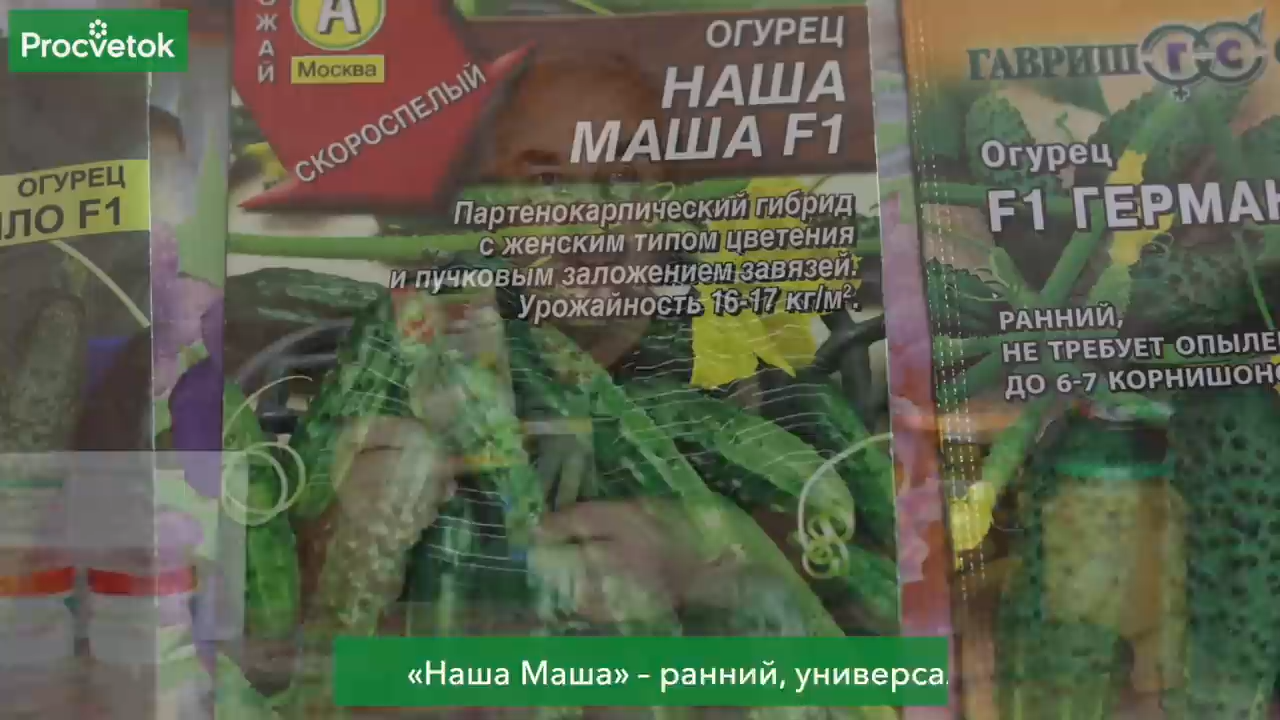 Procvetok
ОЖАЙ
А
Москва
СКОРОСПЕЛЫЙ
ОГУРЕЦ
НАША
МАША F1
Партенокарпический гибрид
с женским типом цветения
и пучковым заложением завязей.
Урожайность 16-17 кг/м².
ОГУРЕЦ
ЛО F1
ГАВРИШ Г С
Огурец
F1 ГЕРМАН
РАННИЙ,
НЕ ТРЕБУЕТ ОПЫЛЕ
ДО 6-7 КОРНИШОНО
«Наша Маша» – ранний, универса